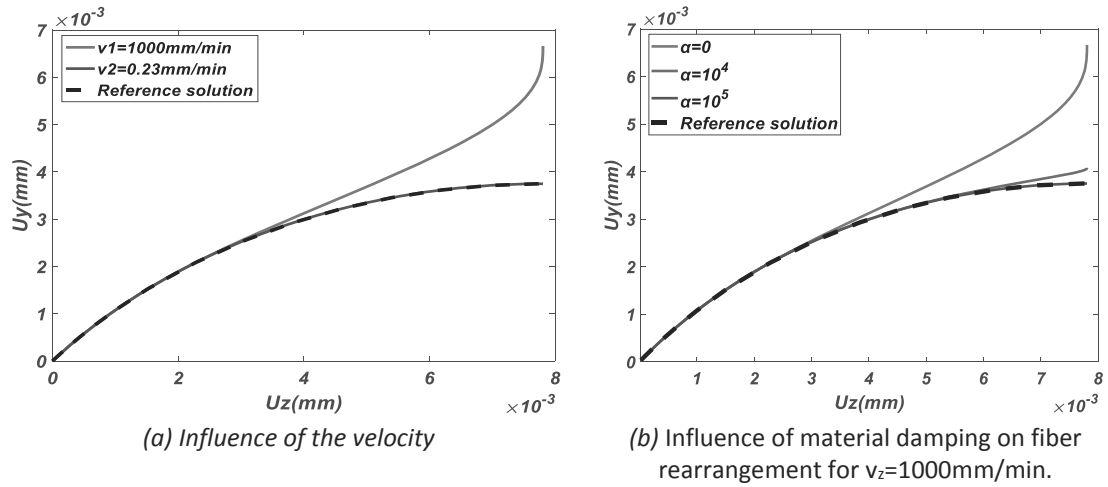 ×10⁻³
7
6
5
4
3
2
1
0
Uy(mm)
v1=1000mm/min
v2=0.23mm/min
Reference solution
0 2 4 6 8
Uz(mm)
×10⁻³
(a) Influence of the velocity
×10⁻³
7
6
5
4
3
2
1
0
Uy(mm)
α=0
α=10⁴
α=10⁵
Reference solution
1 2 3 4 5 6 7 8
Uz(mm)
×10⁻³
(b) Influence of material damping on fiber
rearrangement for vz=1000mm/min.